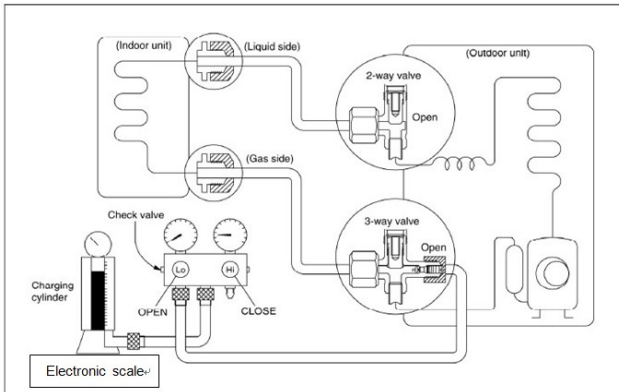 (Indoor unit)
(Liquid side)
2-way valve
Open
(Outdoor unit)
(Gas side)
3-way valve
Open
Check valve
Lo
Hi
OPEN
CLOSE
Charging
cylinder
Electronic scale